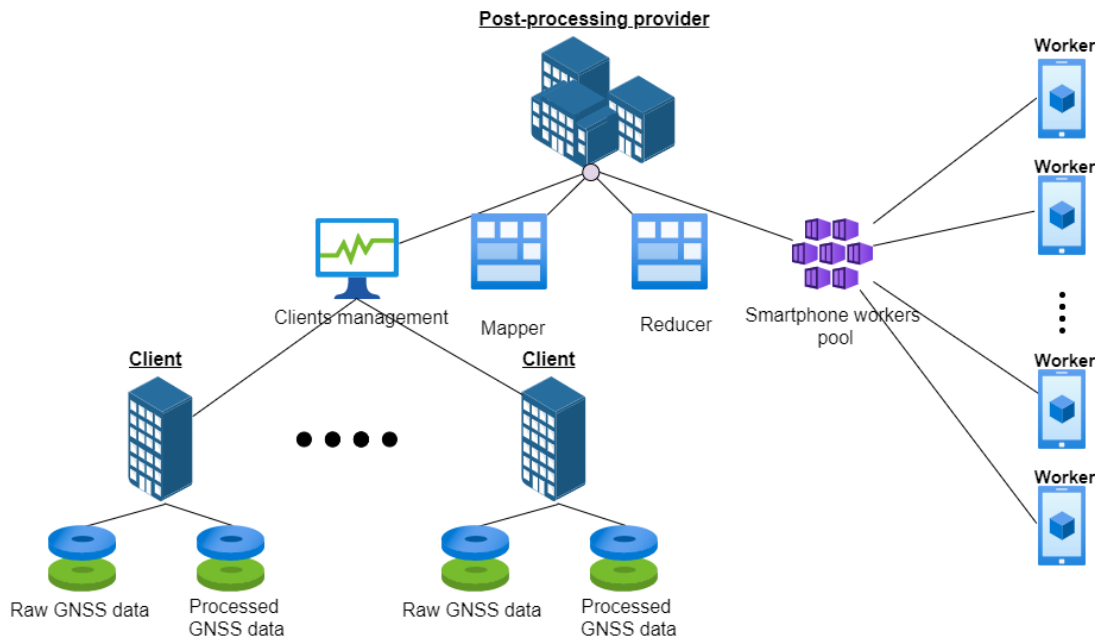 Post-processing provider
Worker
Worker
Clients management
Mapper
Reducer
Smartphone workers
pool
Client
Client
Worker
Worker
Raw GNSS data
Processed
GNSS data
Raw GNSS data
Processed
GNSS data